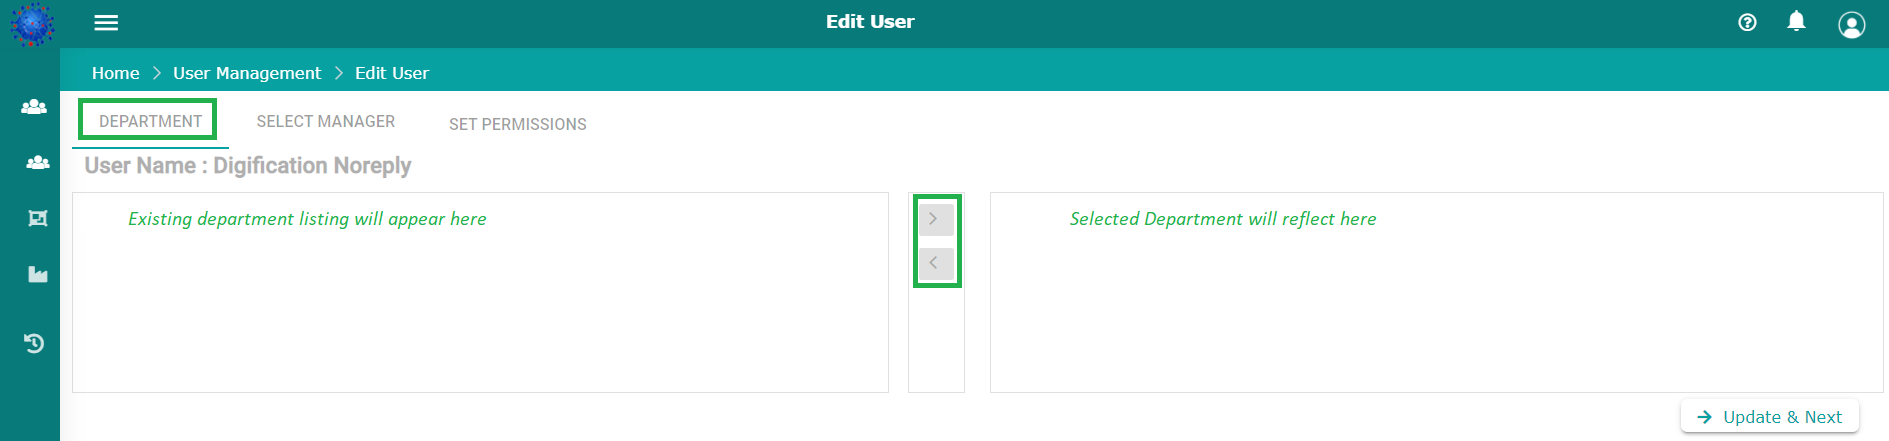 Edit User
Home > User Management > Edit User
DEPARTMENT SELECT MANAGER SET PERMISSIONS
User Name : Digification Noreply
Existing department listing will appear here
Selected Department will reflect here
Update & Next